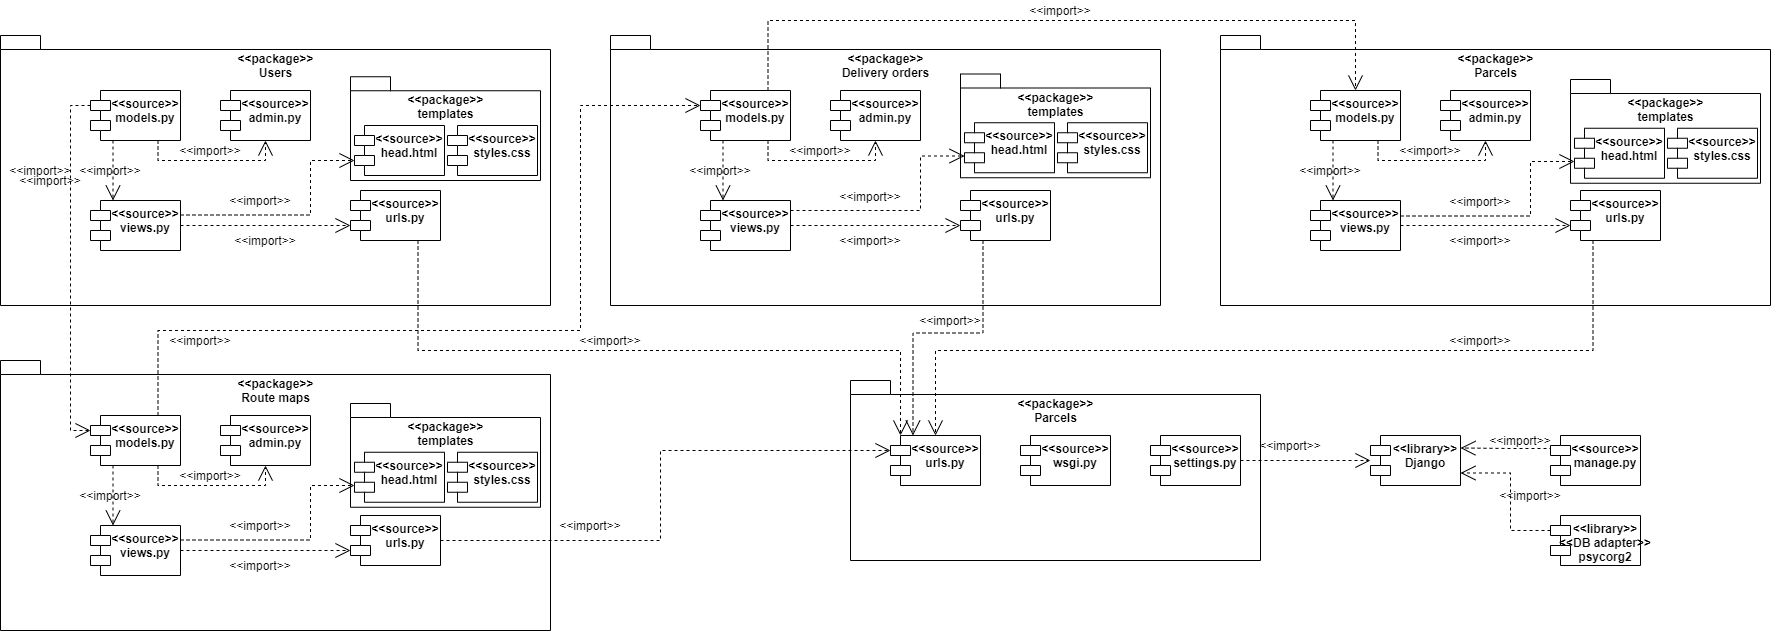 <<import>>
<<package>>
Users
<<source>>
models.py
<<source>>
admin.py
<<package>>
templates
<<source>>
head.html
<<source>>
styles.css
<<import>>
<<import>>
<<import>>
<<import>>
<<source>>
views.py
<<import>>
<<import>>
<<source>>
urls.py
<<package>>
Delivery orders
<<source>>
models.py
<<source>>
admin.py
<<package>>
templates
<<source>>
head.html
<<source>>
styles.css
<<import>>
<<import>>
<<source>>
views.py
<<import>>
<<import>>
<<source>>
urls.py
<<package>>
Parcels
<<source>>
models.py
<<source>>
admin.py
<<package>>
templates
<<source>>
head.html
<<source>>
styles.css
<<import>>
<<import>>
<<source>>
views.py
<<import>>
<<import>>
<<source>>
urls.py
<<import>>
<<import>>
<<import>>
<<import>>
<<package>>
Route maps
<<source>>
models.py
<<source>>
admin.py
<<package>>
templates
<<source>>
head.html
<<source>>
styles.css
<<import>>
<<import>>
<<source>>
views.py
<<import>>
<<import>>
<<source>>
urls.py
<<import>>
<<package>>
Parcels
<<source>>
urls.py
<<source>>
wsgi.py
<<source>>
settings.py
<<import>>
<<library>>
Django
<<import>>
<<source>>
manage.py
<<import>>
<<library>>
<<DB adapter>>
psycorg2